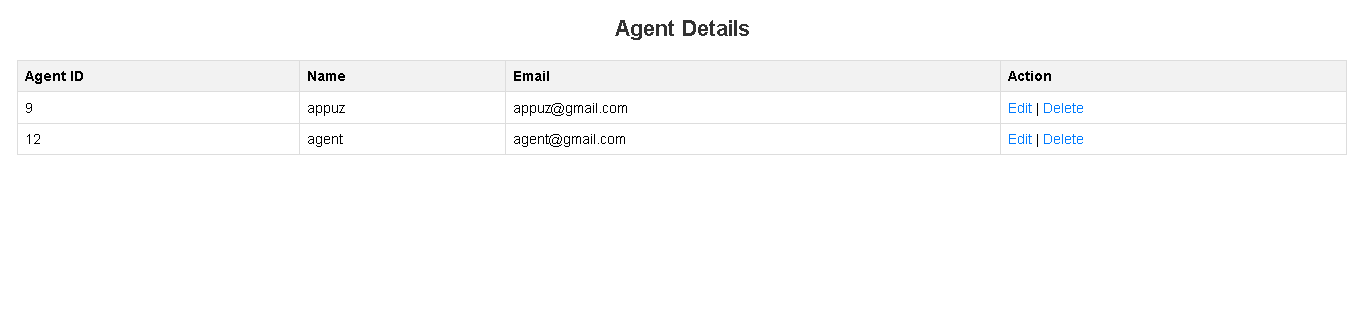 Agent Details
Agent ID Name Email Action
9 appuz appuz@gmail.com Edit | Delete
12 agent agent@gmail.com Edit | Delete